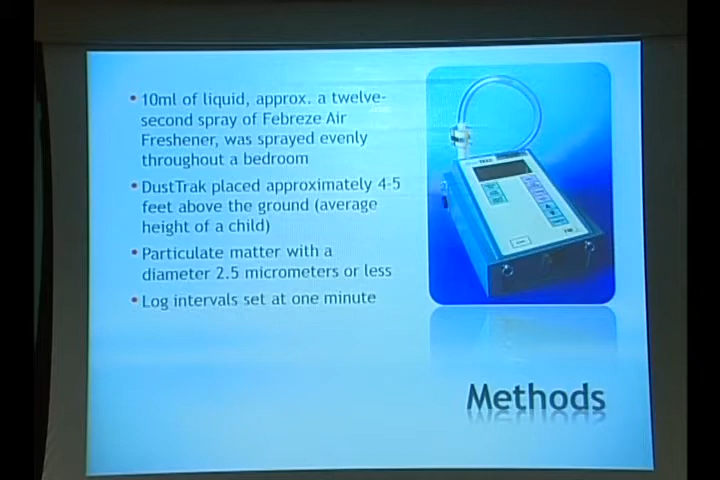 • 10ml of liquid, approx. a twelve-
second spray of Febreze Air
Freshener, was sprayed evenly
throughout a bedroom
• DustTrak placed approximately 4-5
feet above the ground (average
height of a child)
• Particulate matter with a
diameter 2.5 micrometers or less
• Log intervals set at one minute
Methods